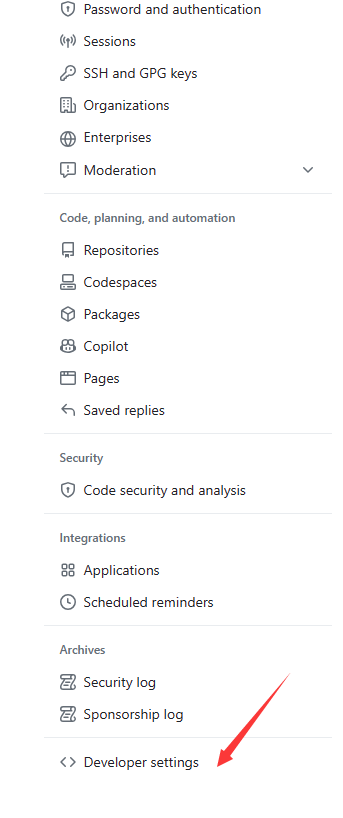 Password and authentication
Sessions
SSH and GPG keys
Organizations
Enterprises
Moderation
Code, planning, and automation
Repositories
Codespaces
Packages
Copilot
Pages
Saved replies
Security
Code security and analysis
Integrations
Applications
Scheduled reminders
Archives
Security log
Sponsorship log
Developer settings